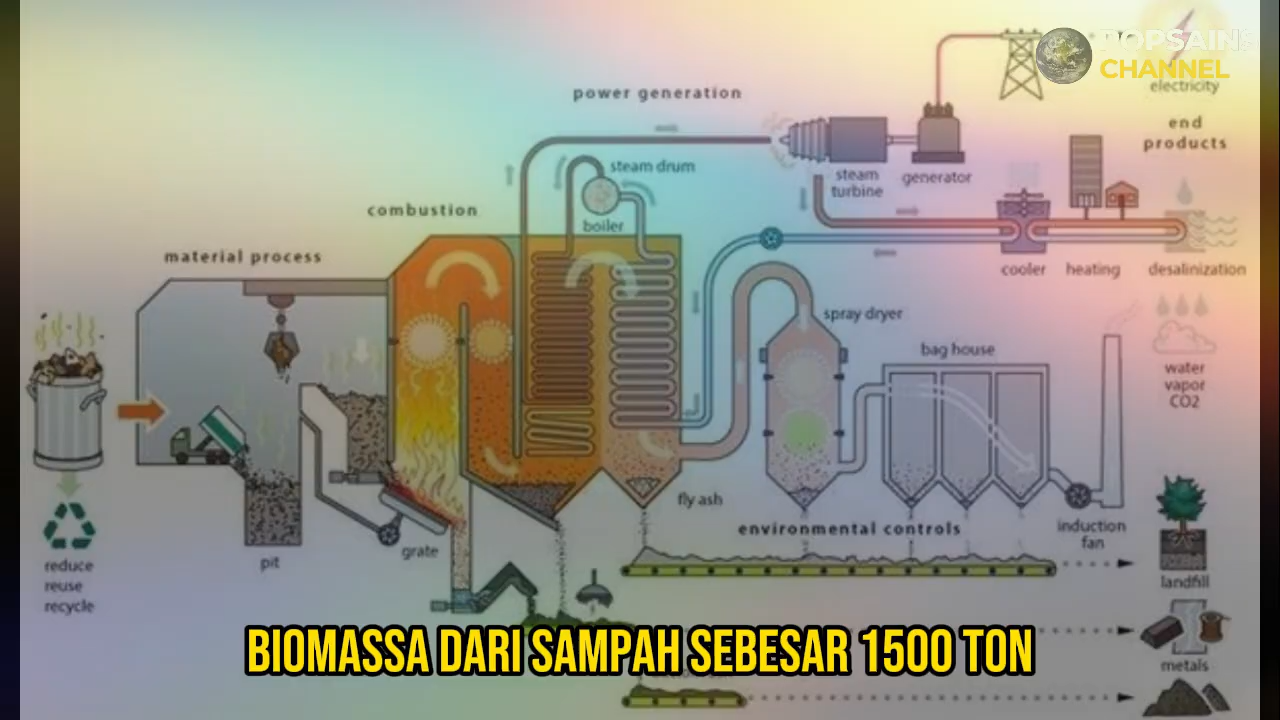 POPSAINS
CHANNEL
electricity
power generation
end
products
steam drum
steam
turbine
generator
combustion
boiler
material process
cooler
heating
desalinization
spray dryer
bag house
water
vapor
CO2
fly ash
environmental controls
induction
fan
grate
pit
reduce
reuse
recycle
landfill
BIOMASSA DARI SAMPAH SEBESAR 1500 TON
metals